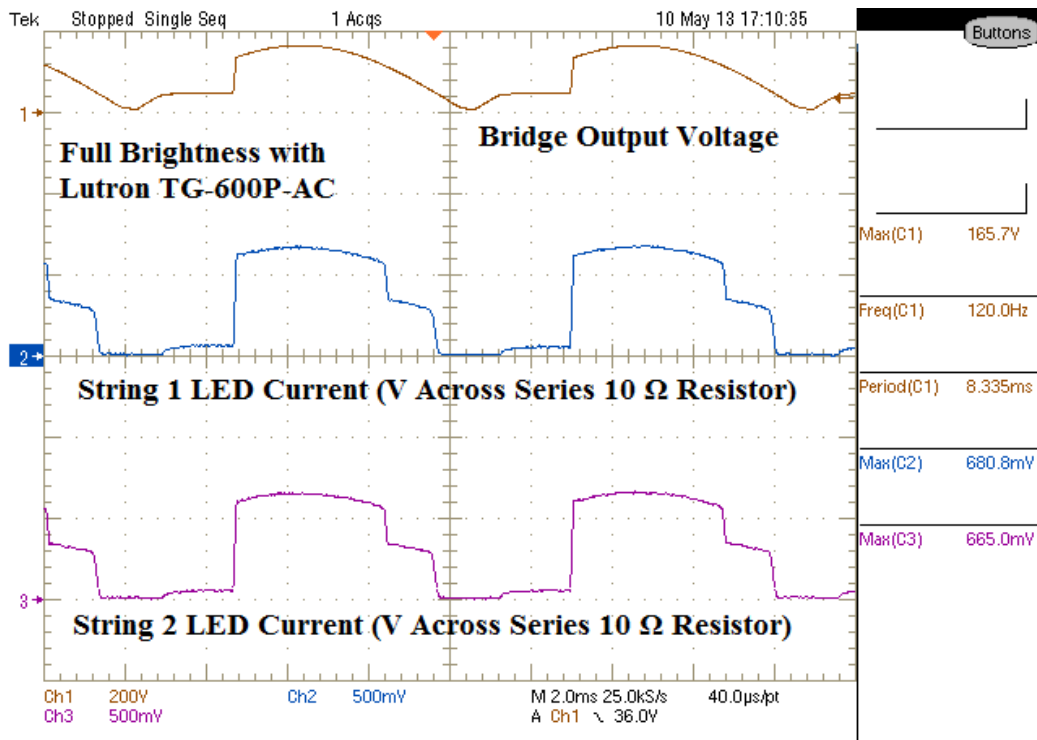 Tek Stopped Single Seq 1 Acqs 10 May 13 17:10:35
Buttons
1
Bridge Output Voltage
Full Brightness with
Lutron TG-600P-AC
Max(C1) 165.7V
Freq(C1) 120.0Hz
2
String 1 LED Current (V Across Series 10 Ω Resistor)
Period(C1) 8.335ms
Max(C2) 680.8mV
Max(C3) 665.0mV
3
String 2 LED Current (V Across Series 10 Ω Resistor)
Ch1 200V Ch2 500mV M 2.0ms 25.0kS/s 40.0µs/pt
Ch3 500mV A Ch1 ∖ 36.0V